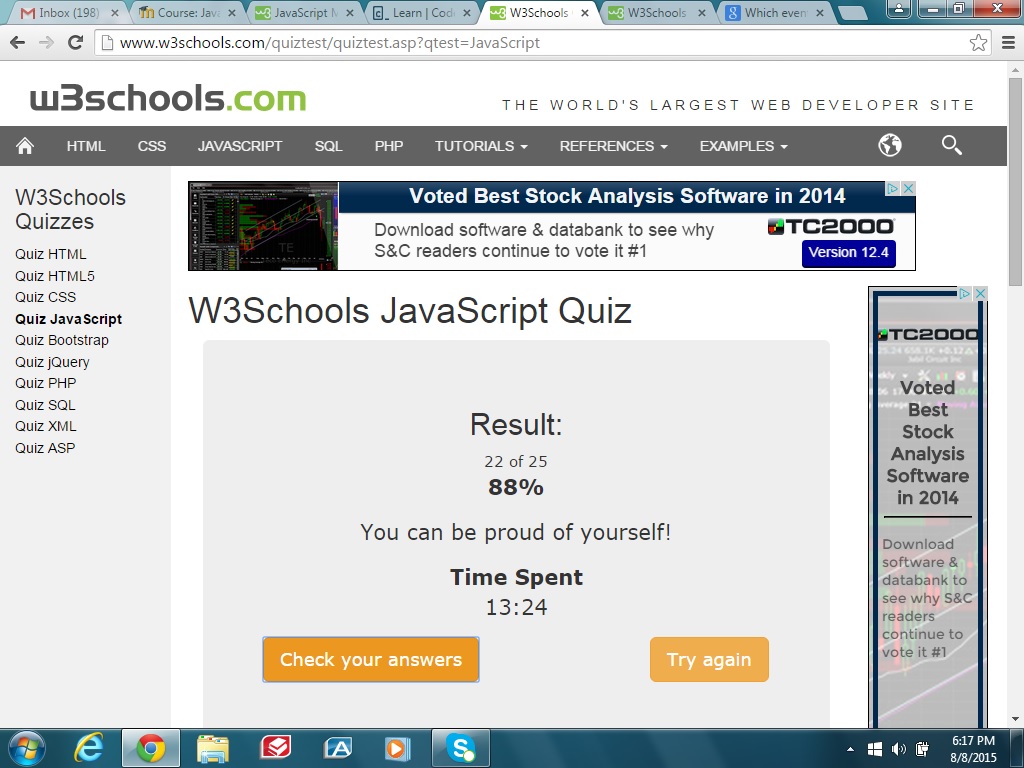 Inbox (198)
Course: Java
JavaScript
Learn | Cod
W3Schools
W3Schools
Which even
www.w3schools.com/quiztest/quiztest.asp?qtest=JavaScript
w3schools.com
THE WORLD'S LARGEST WEB DEVELOPER SITE
HTML CSS JAVASCRIPT SQL PHP TUTORIALS REFERENCES EXAMPLES
W3Schools
Quizzes
Quiz HTML
Quiz HTML5
Quiz CSS
Quiz JavaScript
Quiz Bootstrap
Quiz jQuery
Quiz PHP
Quiz SQL
Quiz XML
Quiz ASP
Voted Best Stock Analysis Software in 2014
Download software & databank to see why
S&C readers continue to vote it #1
TC2000
Version 12.4
W3Schools JavaScript Quiz
Result:
22 of 25
88%
You can be proud of yourself!
Time Spent
13:24
Check your answers
Try again
TC2000
Voted
Best
Stock
Analysis
Software
in 2014
Download
software &
databank to
see why S&C
readers
continue to
vote it #1
6:17 PM
8/8/2015